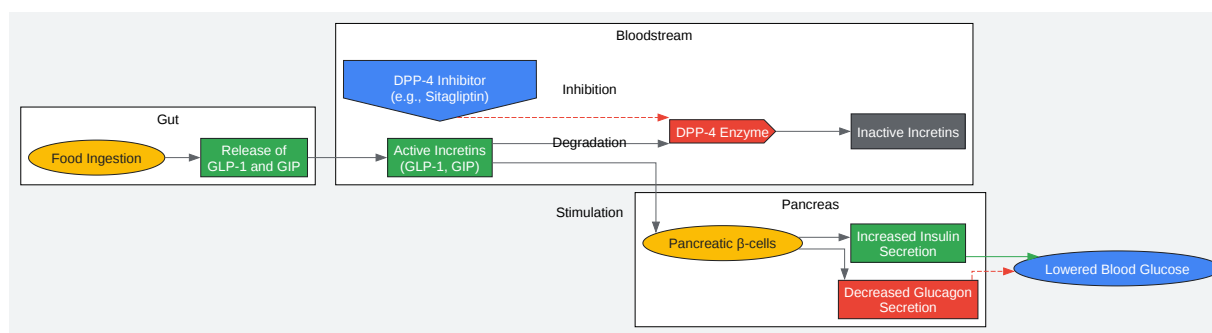 Bloodstream
DPP-4 Inhibitor
(e.g., Sitagliptin)
Inhibition
Gut
Food Ingestion
Release of
GLP-1 and GIP
Active Incretins
(GLP-1, GIP)
Degradation
DPP-4 Enzyme
Inactive Incretins
Stimulation
Pancreas
Pancreatic β-cells
Increased Insulin
Secretion
Decreased Glucagon
Secretion
Lowered Blood Glucose